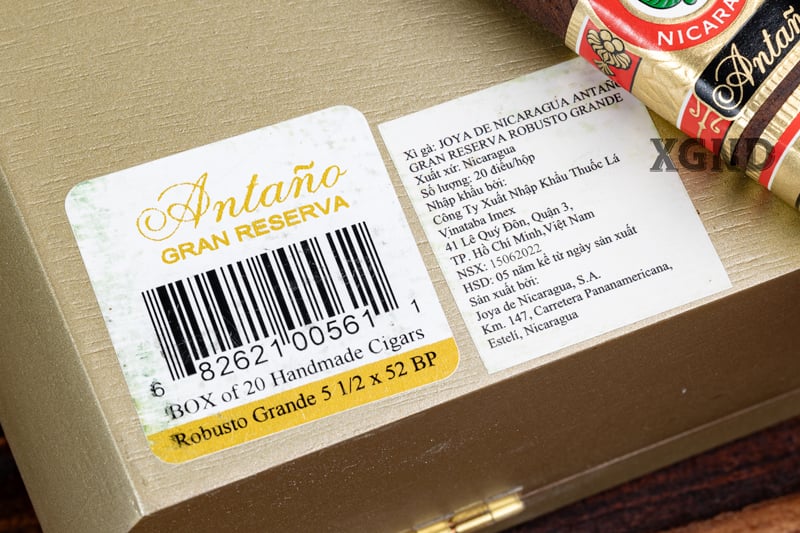 Antaño
GRAN RESERVA
6 82621 00561 1
BOX of 20 Handmade Cigars
Robusto Grande 5 1/2 x 52 BP
Xì gà: JOYA DE NICARAGUA ANTAÑO
GRAN RESERVA ROBUSTO GRANDE
Xuất xứ: Nicaragua
Số lượng: 20 điếu/hộp
Nhập khẩu bởi:
Công Ty Xuất Nhập Khẩu Thuốc Lá
Vinataba Imex
41 Lê Quý Đôn, Quận 3,
TP. Hồ Chí Minh,Việt Nam
NSX: 15062022
HSD: 05 năm kể từ ngày sản xuất
Sản xuất bởi:
Joya de Nicaragua, S.A.
Km. 147, Carretera Pananamericana,
Estelí, Nicaragua
NICARA
Antañ
XGND